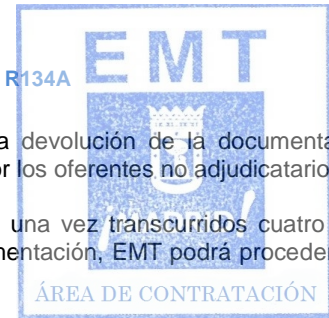 EMT
R134A
a devolución de la documenta
or los oferentes no adjudicatario
¡MADRID!
una vez transcurridos cuatro
mentación, EMT podrá proceder
ÁREA DE CONTRATACIÓN